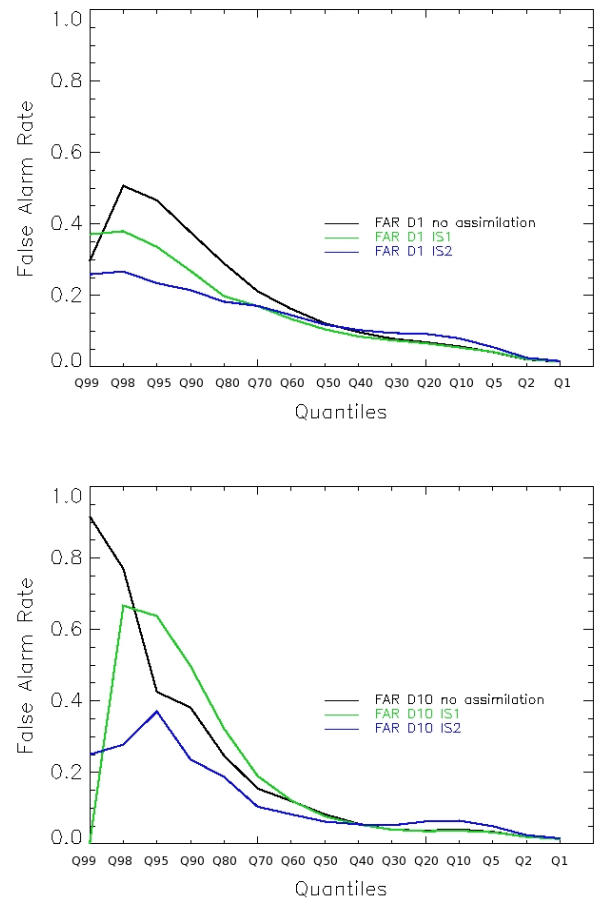 1.0
0.8
0.6
0.4
0.2
0.0
False Alarm Rate
FAR D1 no assimilation
FAR D1 IS1
FAR D1 IS2
Q99 Q98 Q95 Q90 Q80 Q70 Q60 Q50 Q40 Q30 Q20 Q10 Q5 Q2 Q1
Quantiles
1.0
0.8
0.6
0.4
0.2
0.0
False Alarm Rate
FAR D10 no assimilation
FAR D10 IS1
FAR D10 IS2
Q99 Q98 Q95 Q90 Q80 Q70 Q60 Q50 Q40 Q30 Q20 Q10 Q5 Q2 Q1
Quantiles